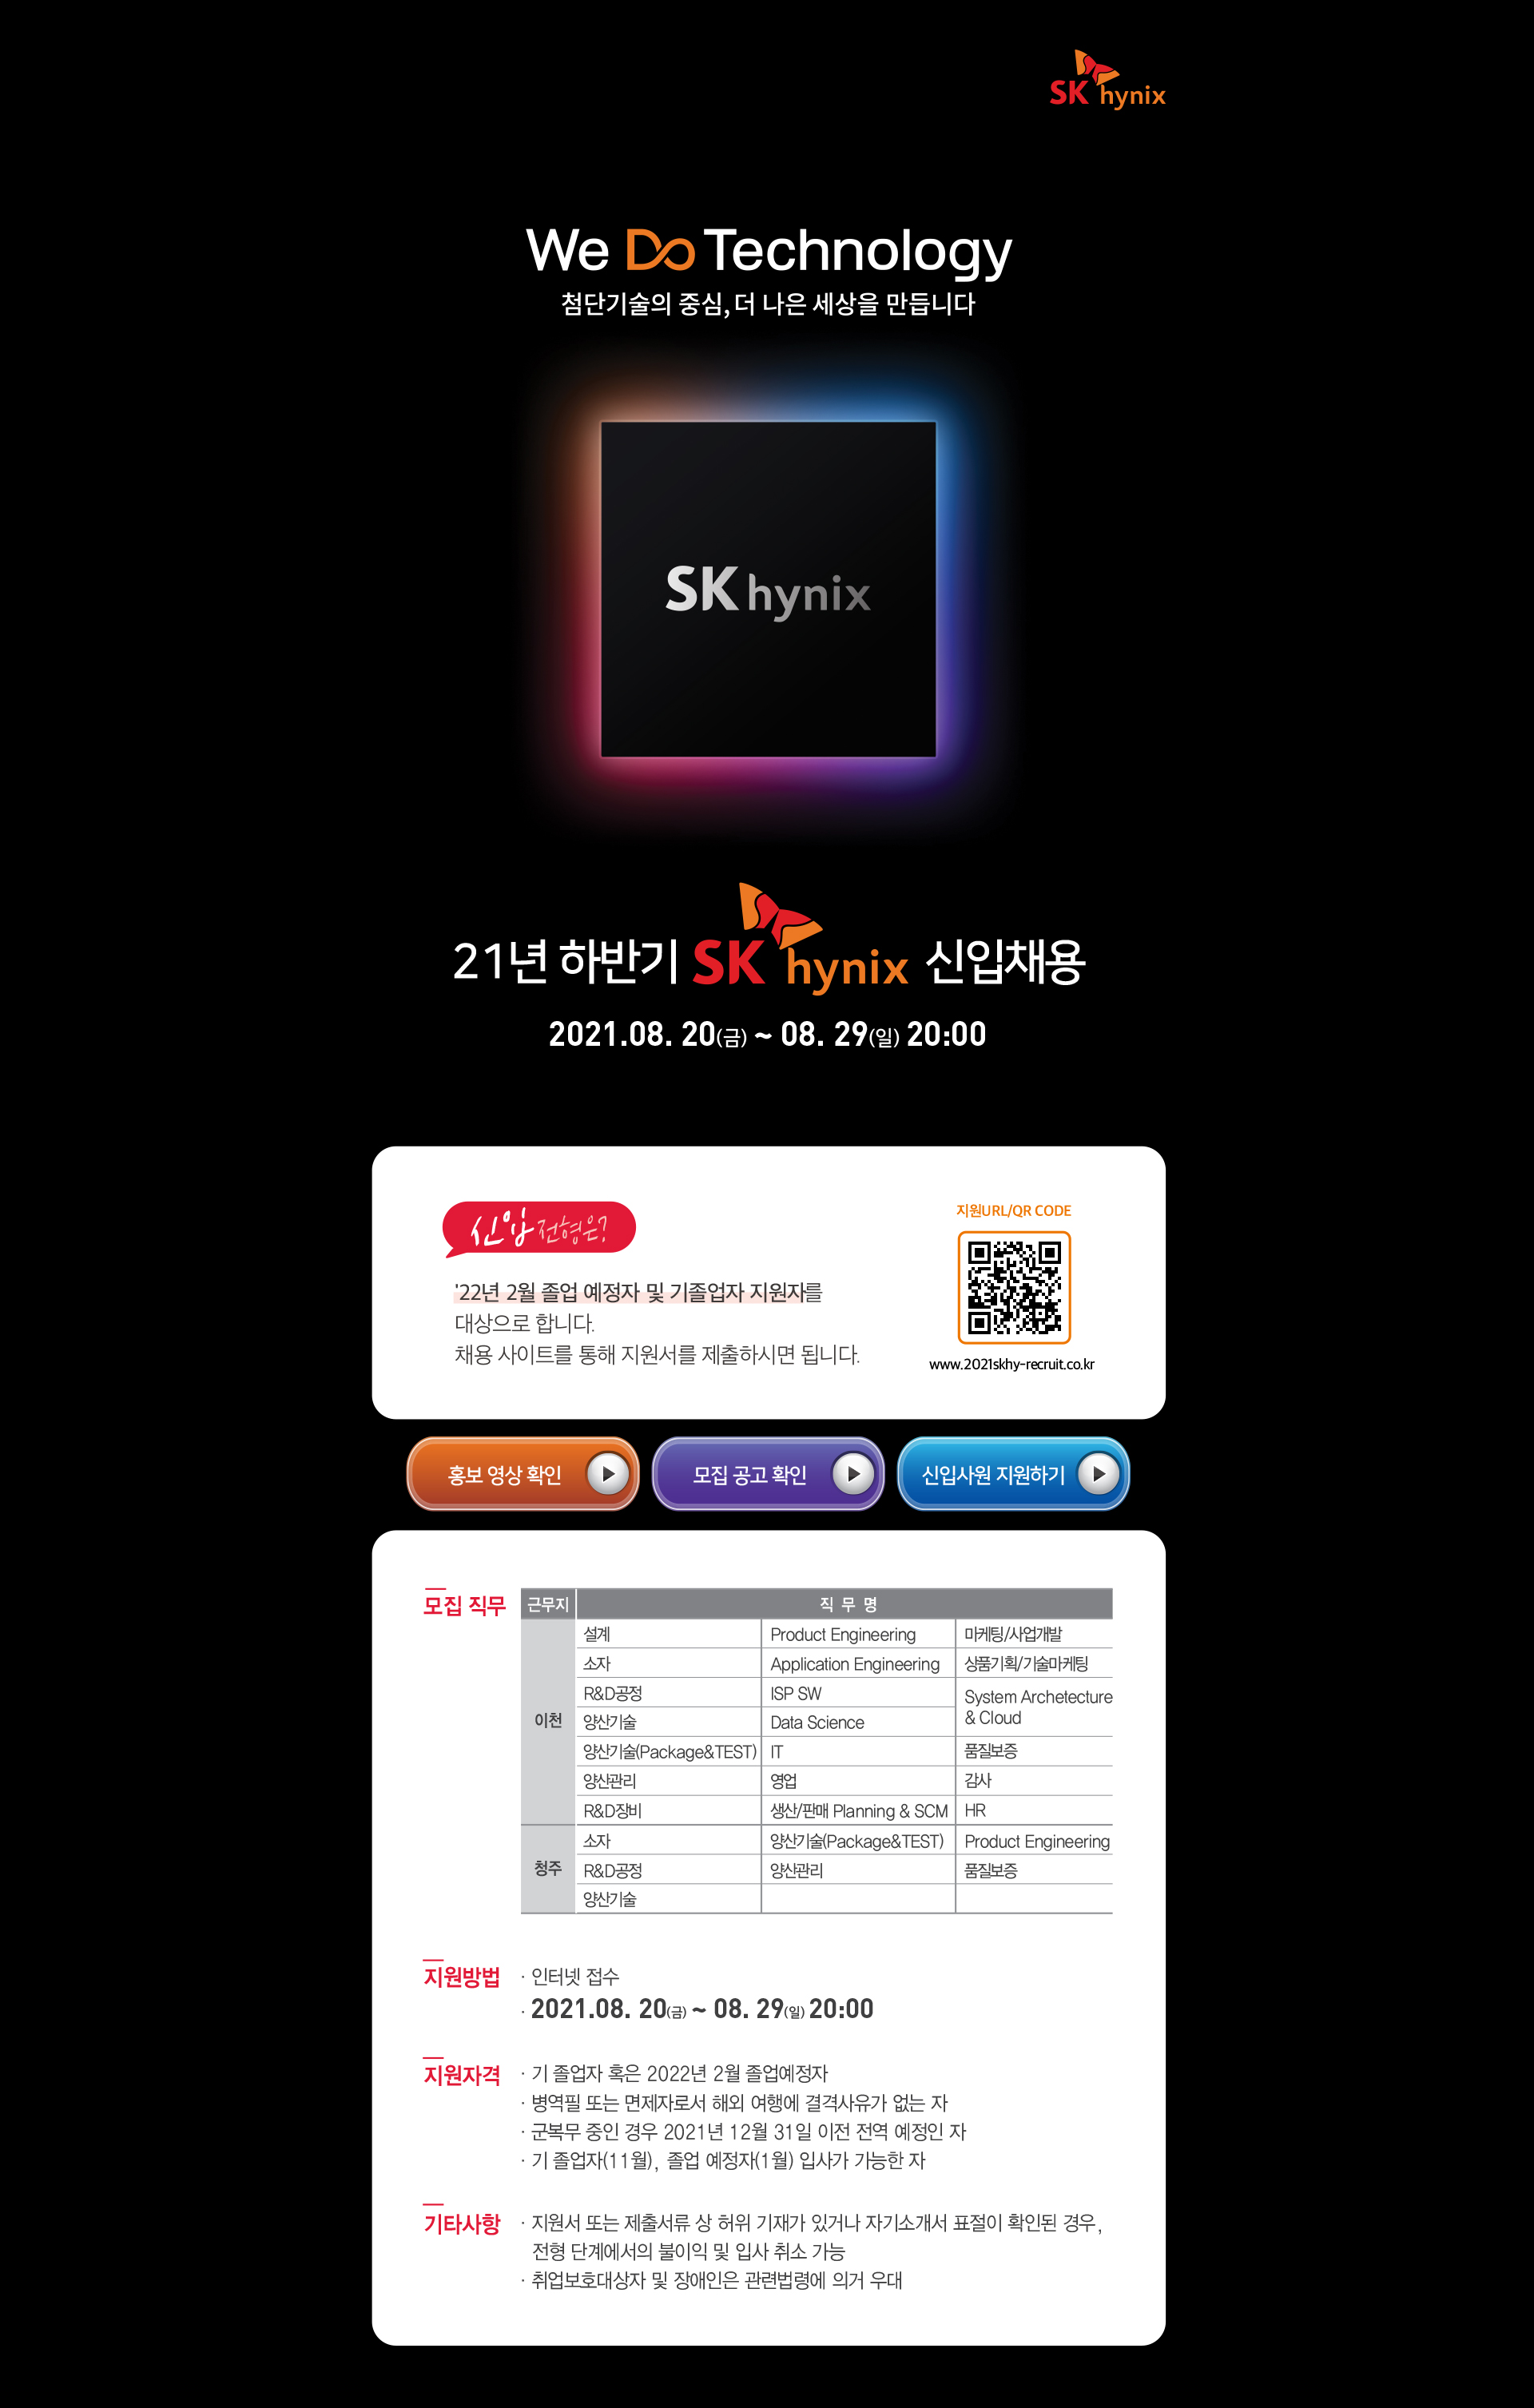 SK hynix
We Do Technology
첨단기술의 중심, 더 나은 세상을 만듭니다
SK hynix
21년 하반기 SK hynix 신입채용
2021.08. 20(금) ~ 08. 29(일) 20:00
신입 전형은?
지원URL/QR CODE
'22년 2월 졸업 예정자 및 기졸업자 지원자를
대상으로 합니다.
채용 사이트를 통해 지원서를 제출하시면 됩니다.
www.2021skhy-recruit.co.kr
홍보 영상 확인
모집 공고 확인
신입사원 지원하기
모집 직무
근무지 직 무 명
이천
설계 Product Engineering 마케팅/사업개발
소자 Application Engineering 상품기획/기술마케팅
R&D공정 ISP SW System Archetecture
양산기술 Data Science & Cloud
양산기술(Package&TEST) IT 품질보증
양산관리 영업 감사
R&D장비 생산/판매 Planning & SCM HR
청주
소자 양산기술(Package&TEST) Product Engineering
R&D공정 양산관리 품질보증
양산기술
지원방법 · 인터넷 접수
· 2021.08. 20(금) ~ 08. 29(일) 20:00
지원자격 · 기 졸업자 혹은 2022년 2월 졸업예정자
· 병역필 또는 면제자로서 해외 여행에 결격사유가 없는 자
· 군복무 중인 경우 2021년 12월 31일 이전 전역 예정인 자
· 기 졸업자(11월), 졸업 예정자(1월) 입사가 가능한 자
기타사항 · 지원서 또는 제출서류 상 허위 기재가 있거나 자기소개서 표절이 확인된 경우,
전형 단계에서의 불이익 및 입사 취소 가능
· 취업보호대상자 및 장애인은 관련법령에 의거 우대